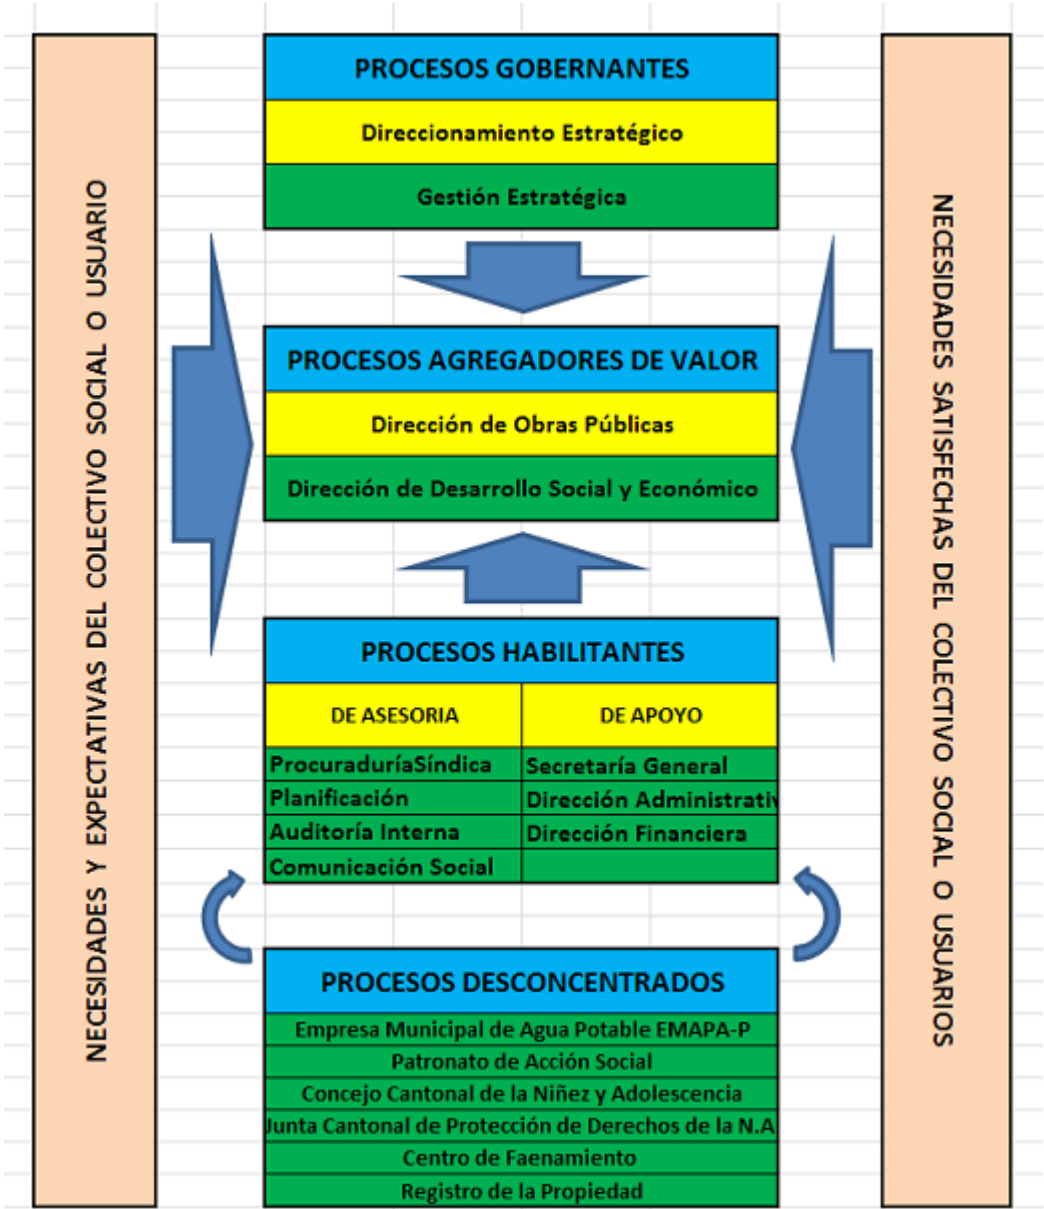 NECESIDADES Y EXPECTATIVAS DEL COLECTIVO SOCIAL O USUARIO
PROCESOS GOBERNANTES
Direccionamiento Estratégico
Gestión Estratégica
PROCESOS AGREGADORES DE VALOR
Dirección de Obras Públicas
Dirección de Desarrollo Social y Económico
PROCESOS HABILITANTES
DE ASESORIA DE APOYO
ProcuraduríaSíndica Secretaría General
Planificación Dirección Administrativ
Auditoría Interna Dirección Financiera
Comunicación Social
PROCESOS DESCONCENTRADOS
Empresa Municipal de Agua Potable EMAPA-P
Patronato de Acción Social
Concejo Cantonal de la Niñez y Adolescencia
Junta Cantonal de Protección de Derechos de la N.A
Centro de Faenamiento
Registro de la Propiedad
NECESIDADES SATISFECHAS DEL COLECTIVO SOCIAL O USUARIOS